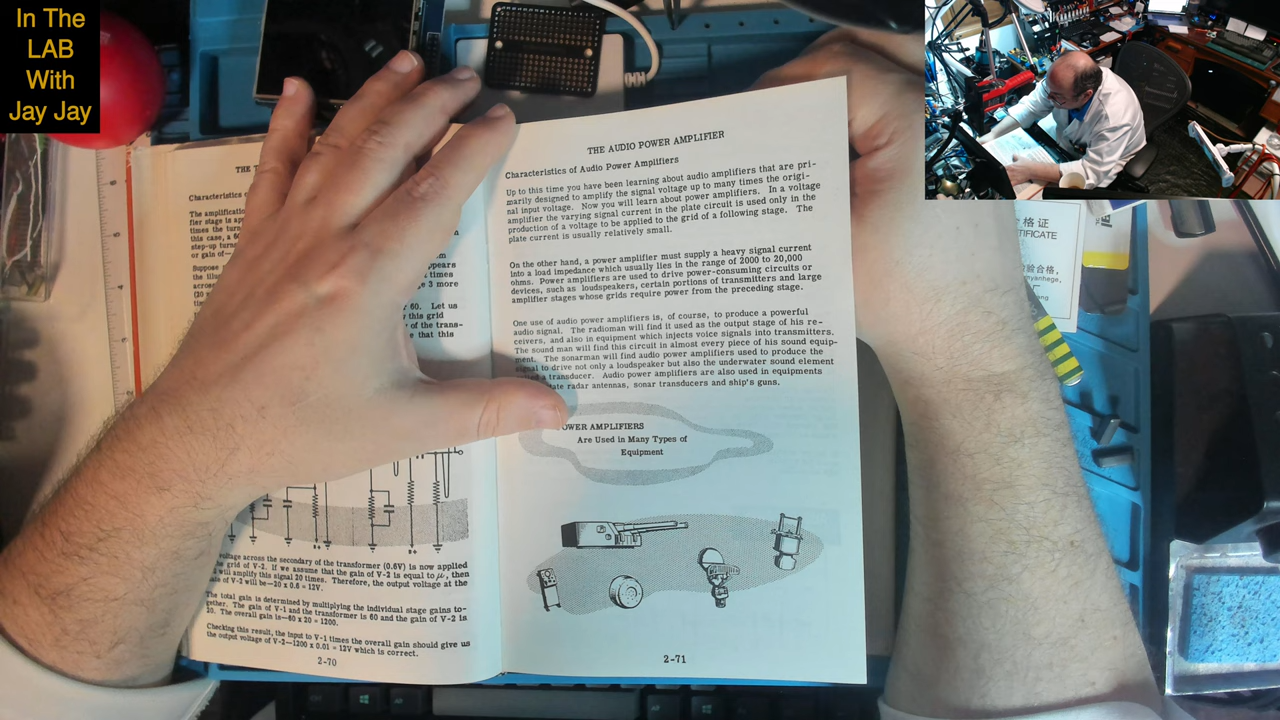 In The
LAB
With
Jay Jay
THE T
Characteristics
The amplification
fier stage is
times the turn
this case, a
step-up
or gain of—
Suppose
the
across
(20
ppears
times
3 more
60. Let us
this grid
of the trans-
e that this
voltage across the secondary of the transformer (0.6V) is now applied
grid of V-2. If we assume that the gain of V-2 is equal to μ, then
will amplify this signal 20 times. Therefore, the output voltage at the
of V-2 will be—20 x 0.6 = 12V.
The total gain is determined by multiplying the individual stage gains to-
gether. The gain of V-1 and the transformer is 60 and the gain of V-2 is
20. The overall gain is—60 x 20 = 1200.
Checking this result, the input to V-1 times the overall gain should give us
the output voltage of V-2—1200 x 0.01 = 12V which is correct.
2-70
THE AUDIO POWER AMPLIFIER
Characteristics of Audio Power Amplifiers
Up to this time you have been learning about audio amplifiers that are pri-
marily designed to amplify the signal voltage up to many times the origi-
nal input voltage. Now you will learn about power amplifiers. In a voltage
amplifier the varying signal current in the plate circuit is used only in the
production of a voltage to be applied to the grid of a following stage. The
plate current is usually relatively small.
On the other hand, a power amplifier must supply a heavy signal current
into a load impedance which usually lies in the range of 2000 to 20,000
ohms. Power amplifiers are used to drive power-consuming circuits or
devices, such as loudspeakers, certain portions of transmitters and large
amplifier stages whose grids require power from the preceding stage.
One use of audio power amplifiers is, of course, to produce a powerful
audio signal. The radioman will find it used as the output stage of his re-
ceivers, and also in equipment which injects voice signals into transmitters.
The sound man will find this circuit in almost every piece of his sound equip-
ment. The sonarman will find audio power amplifiers used to produce the
signal to drive not only a loudspeaker but also the underwater sound element
called a transducer. Audio power amplifiers are also used in equipments
radar antennas, sonar transducers and ship's guns.
POWER AMPLIFIERS
Are Used in Many Types of
Equipment
2-71
格证
CERTIFICATE
验合格,